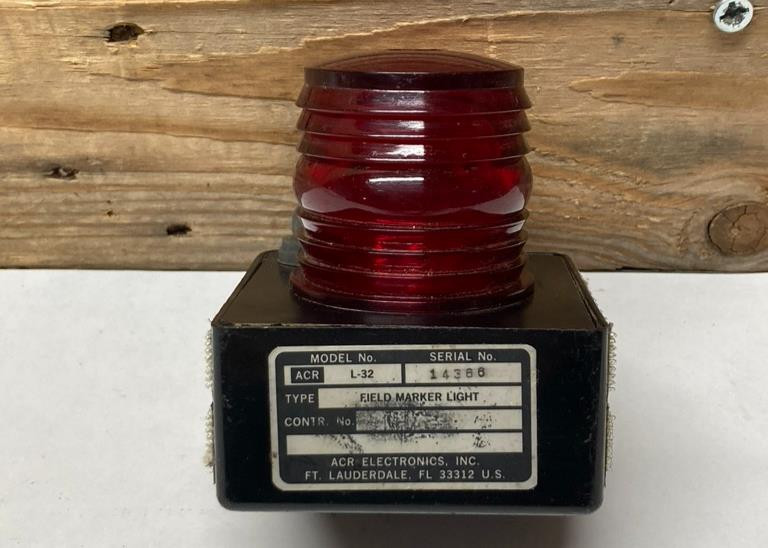 MODEL No. SERIAL No.
ACR L-32 14366
TYPE FIELD MARKER LIGHT
CONTR. No.
ACR ELECTRONICS, INC.
FT. LAUDERDALE, FL 33312 U.S.